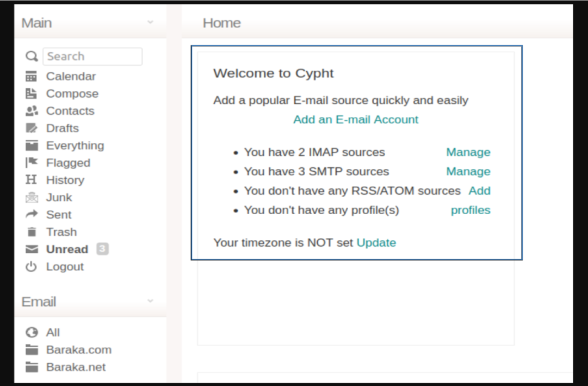 Main
Search
Calendar
Compose
Contacts
Drafts
Everything
Flagged
History
Junk
Sent
Trash
Unread 3
Logout
Email
All
Baraka.com
Baraka.net
Home
Welcome to Cypht
Add a popular E-mail source quickly and easily
Add an E-mail Account
• You have 2 IMAP sources Manage
• You have 3 SMTP sources Manage
• You don't have any RSS/ATOM sources Add
• You don't have any profile(s) profiles
Your timezone is NOT set Update